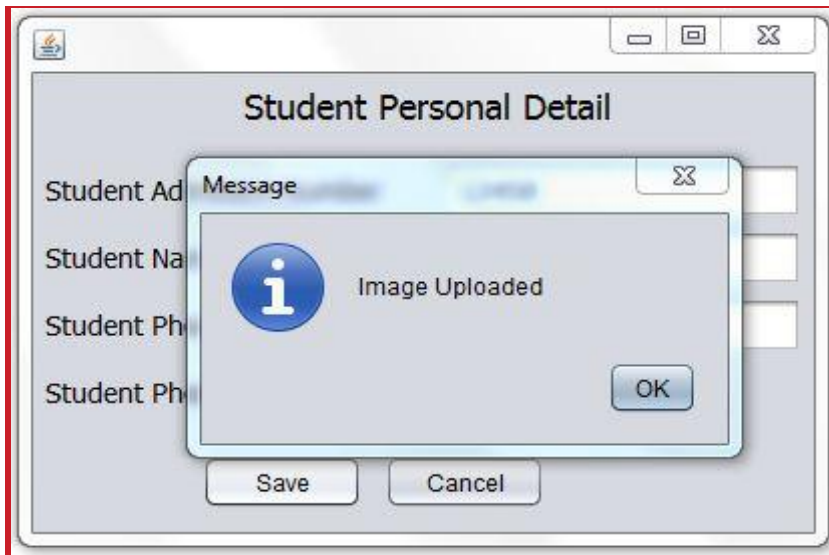 Student Personal Detail
Student Ad
Message
Student Na
Image Uploaded
Student Ph
OK
Student Ph
Save
Cancel